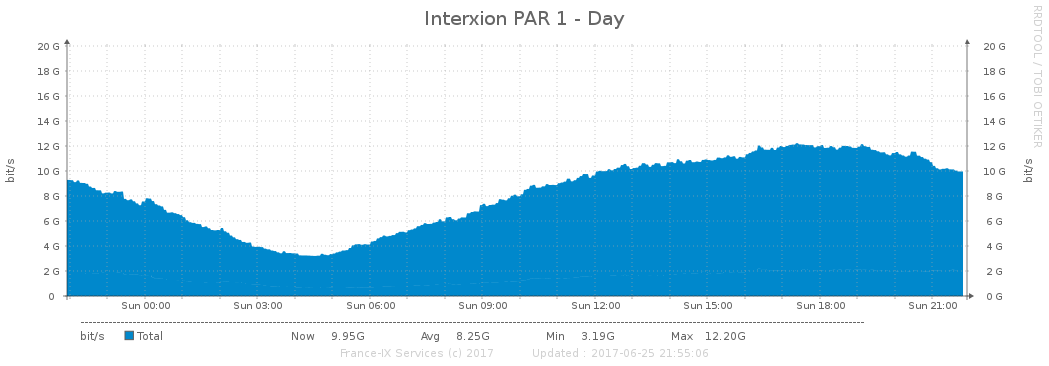 Interxion PAR 1 - Day
RRDTOOL / TOBI OETIKER
bit/s
20 G 20 G
18 G 18 G
16 G 16 G
14 G 14 G
12 G 12 G
10 G 10 G
8 G 8 G
6 G 6 G
4 G 4 G
2 G 2 G
0 0 G
bit/s
Sun 00:00 Sun 03:00 Sun 06:00 Sun 09:00 Sun 12:00 Sun 15:00 Sun 18:00 Sun 21:00
bit/s Total Now 9.95G Avg 8.25G Min 3.19G Max 12.20G
France-IX Services (c) 2017 Updated : 2017-06-25 21:55:06